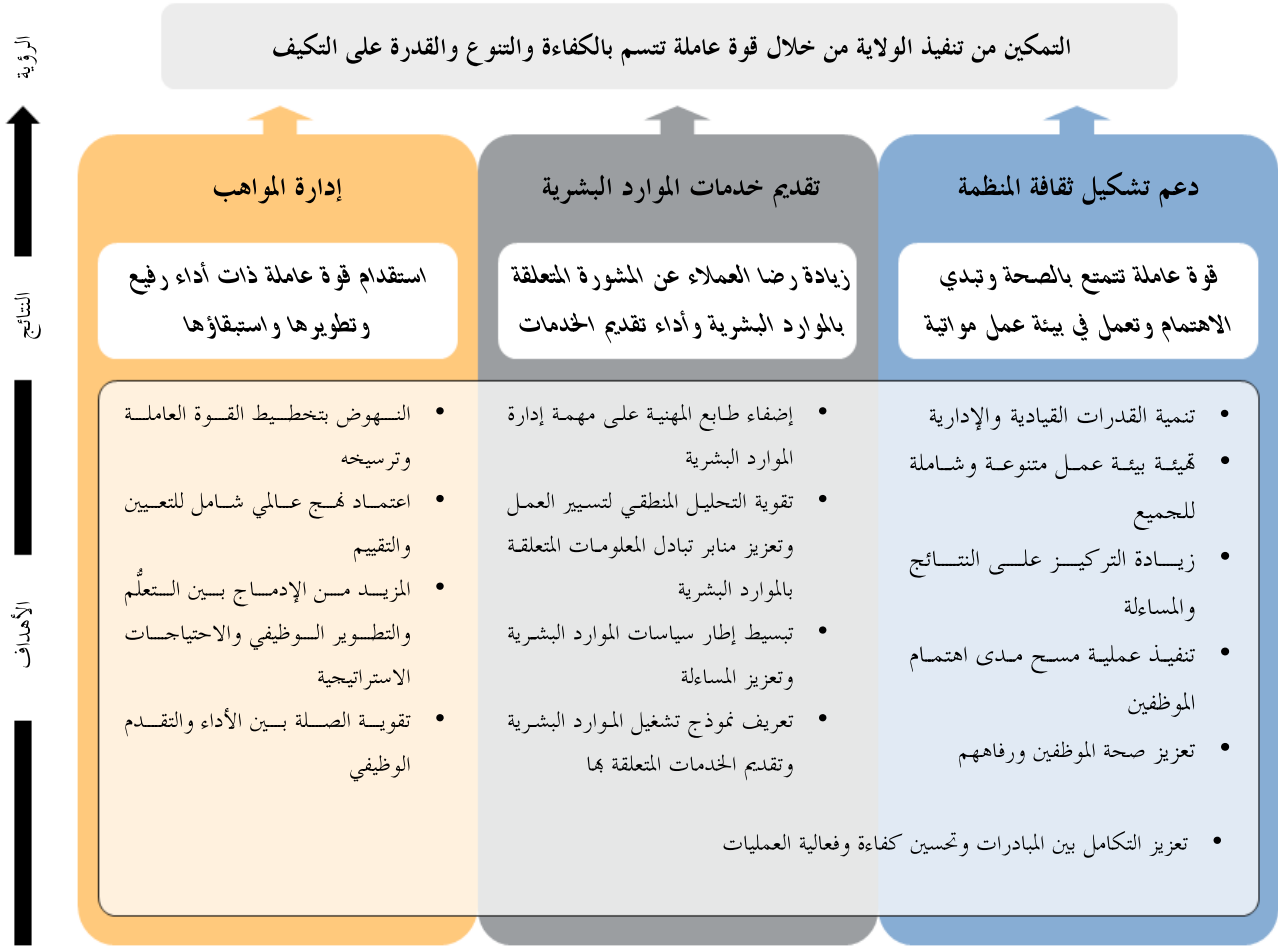 الرؤية
التمكين من تنفيذ الولاية من خلال قوة عاملة تتسم بالكفاءة والتنوع والقدرة على التكيف
دعم تشكيل ثقافة المنظمة
تقديم خدمات الموارد البشرية
إدارة المواهب
النتائج
قوة عاملة تتمتع بالصحة وتبدي
الاهتمام وتعمل في بيئة عمل مواتية
زيادة رضا العملاء عن المشورة المتعلقة
بالموارد البشرية وأداء تقديم الخدمات
استقدام قوة عاملة ذات أداء رفيع
وتطويرها واستبقاؤها
الأهداف
• تنمية القدرات القيادية والإدارية
• تهيئة بيئة عمل متنوعة وشاملة
للجميع
• زيادة التركيز على النتائج
والمساءلة
• تنفيذ عملية مسح مدى اهتمام
الموظفين
• تعزيز صحة الموظفين ورفاههم
• إضفاء طابع المهنية على مهمة إدارة
الموارد البشرية
• تقوية التحليل المنطقي لتسيير العمل
وتعزيز منابر تبادل المعلومات المتعلقة
بالموارد البشرية
• تبسيط إطار سياسات الموارد البشرية
وتعزيز المساءلة
• تعريف نموذج تشغيل الموارد البشرية
وتقديم الخدمات المتعلقة بها
• النهوض بتخطيط القوة العاملة
وترسيخه
• اعتماد نهج عالمي شامل للتعيين
والتقييم
• المزيد من الإدماج بين التعلُّم
والتطوير الوظيفي والاحتياجات
الاستراتيجية
• تقوية الصلة بين الأداء والتقدم
الوظيفي
• تعزيز التكامل بين المبادرات وتحسين كفاءة وفعالية العمليات